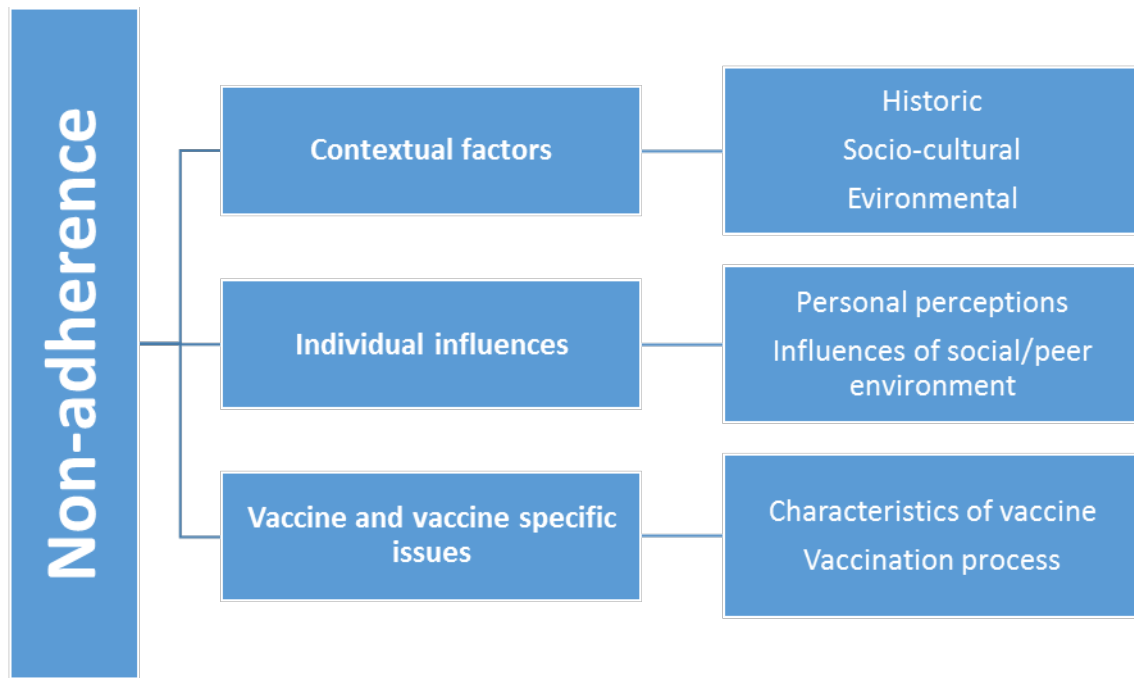 Non-adherence
Contextual factors
Historic
Socio-cultural
Evironmental
Individual influences
Personal perceptions
Influences of social/peer
environment
Vaccine and vaccine specific
issues
Characteristics of vaccine
Vaccination process